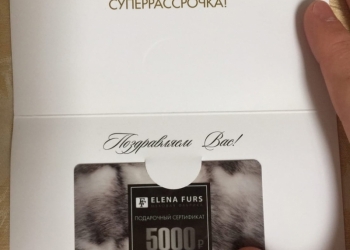 СУПЕРРАССРОЧКА!
Поздравляем Вас!
ELENA FURS
ПОДАРОЧНЫЙ СЕРТИФИКАТ
5000 ₽